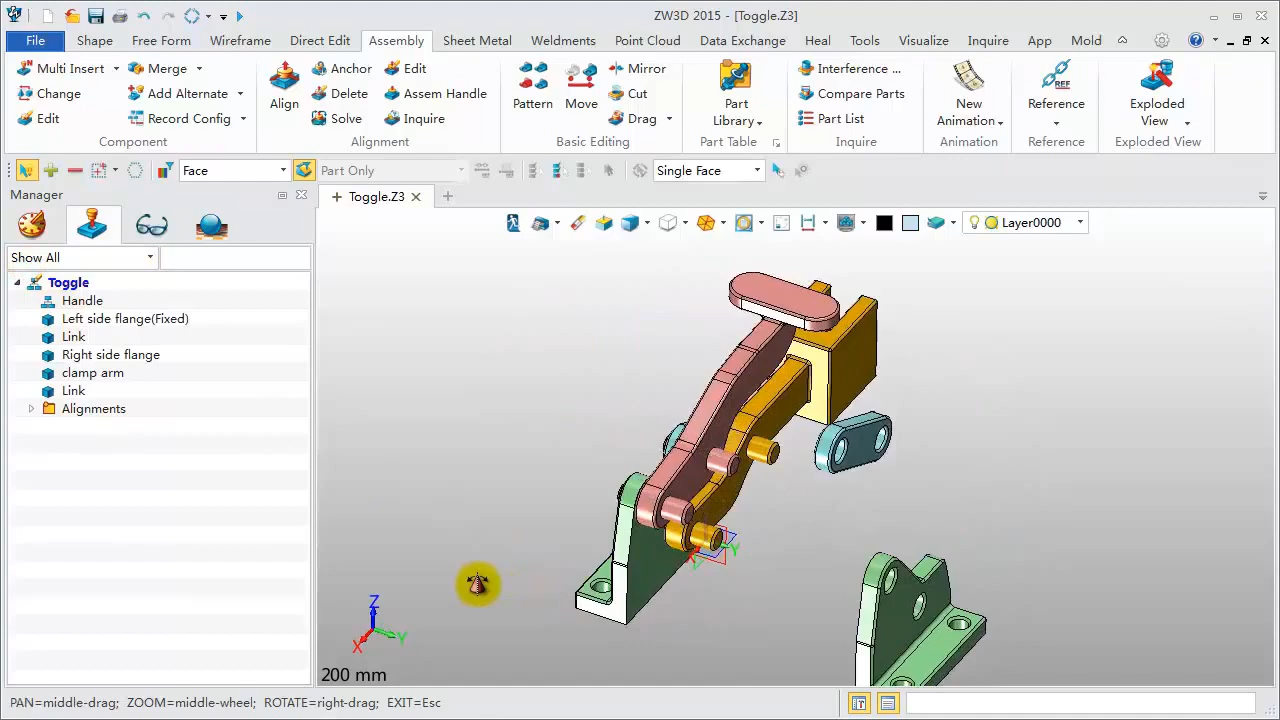 ZW3D 2015 - [Toggle.Z3]
File Shape Free Form Wireframe Direct Edit Assembly Sheet Metal Weldments Point Cloud Data Exchange Heal Tools Visualize Inquire App Mold
Multi Insert Merge Anchor Edit Mirror Interference ... 
Change Add Alternate Align Delete Assem Handle Pattern Move Cut Part Library Compare Parts New Animation Reference Exploded View
Edit Record Config Solve Inquire Drag Part List
REF
Component Alignment Basic Editing Part Table Inquire Animation Reference Exploded View
Face Part Only Single Face
Manager Toggle.Z3
Layer0000
Show All
Toggle
Handle
Left side flange(Fixed)
Link
Right side flange
clamp arm
Link
Alignments
Y
Z
Y
X
200 mm
PAN=middle-drag; ZOOM=middle-wheel; ROTATE=right-drag; EXIT=Esc